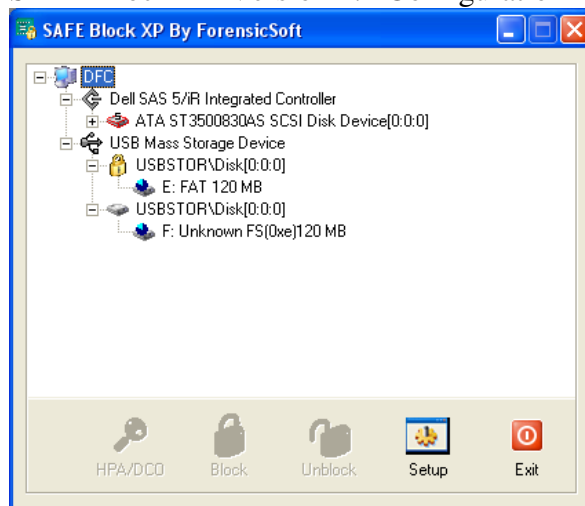 SAFE Block XP By ForensicSoft
DFC
Dell SAS 5/iR Integrated Controller
ATA ST3500830AS SCSI Disk Device[0:0:0]
USB Mass Storage Device
USBSTOR\Disk[0:0:0]
E: FAT 120 MB
USBSTOR\Disk[0:0:0]
F: Unknown FS(0xe)120 MB
HPA/DCO Block Unblock Setup Exit